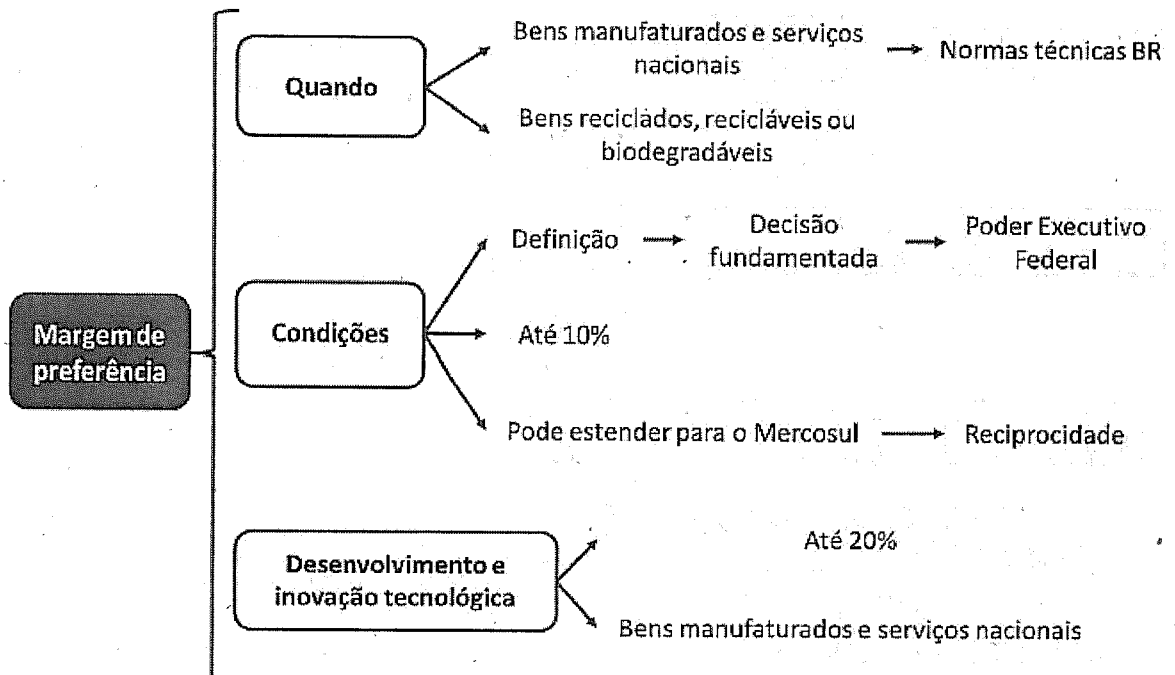 Margem de
preferência
Quando
Bens manufaturados e serviços
nacionais
Normas técnicas BR
Bens reciclados, recicláveis ou
biodegradáveis
Condições
Definição
Decisão
fundamentada
Poder Executivo
Federal
Até 10%
Pode estender para o Mercosul
Reciprocidade
Desenvolvimento e
inovação tecnológica
Até 20%
Bens manufaturados e serviços nacionais